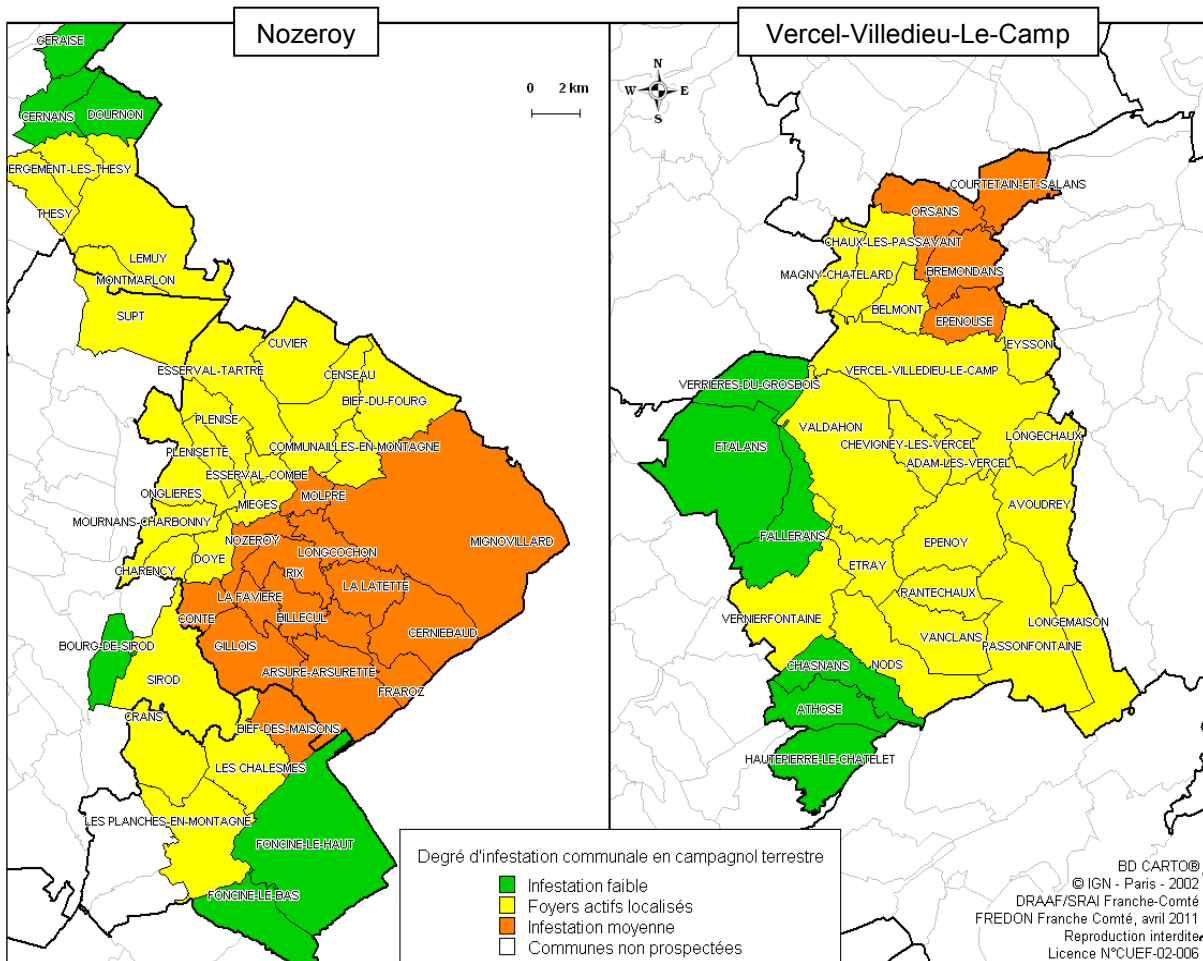 Nozeroy
Vercel-Villedieu-Le-Camp
GERAISE
0 2 km
CERNANS
DOURNON
ERGEMENT-LES-THESY
THESY
LEMUY
MONTMARLON
SUPT
CUVIER
ESSERVAL-TARTRE
CENSEAU
BIEF-DU-FOURG
PLENISE
COMMUNAILLES-EN-MONTAGNE
PLENISETTE
ESSERVAL-COMBE
ONGLIERES
MIEGES
MOLPRE
MOURNANS-CHARBONNY
NOZEROY
MIGNOVILLARD
LONGCOCHON
DOYE
CHARENCY
RIX
LA LATETTE
LA FAVIERE
CONTE
BILLECUL
CERNIEBAUD
BOURG-DE-SIROD
GILLOIS
ARSURE-ARSURETTE
SIROD
FRAROZ
CRANS
BIEF-DES-MAISONS
LES CHALESMES
LES PLANCHES-EN-MONTAGNE
FONCINE-LE-HAUT
FONCINE-LE-BAS
N
W E
S
COURTETAIN-ET-SALANS
ORSANS
CHAUX-LES-PASSAVANT
MAGNY-CHATELARD
BREMONDANS
BELMONT
EPENOUSE
EYSSON
VERRIÈRES-DU-GROSBOIS
VERCEL-VILLEDIEU-LE-CAMP
VALDAHON
ETALANS
CHEVIGNEY-LES-VERCEL
LONGECHAUX
ADAM-LES-VERCEL
AVOUDREY
FALLERANS
EPENOY
ETRAY
RANTECHAUX
VERNIERFONTAINE
LONGEMAISON
VANCLANS
PASSONFONTAINE
CHASNANS
NODS
ATHOSE
HAUTEPIERRE-LE-CHATELET
Degré d'infestation communale en campagnol terrestre
Infestation faible
Foyers actifs localisés
Infestation moyenne
Communes non prospectées
BD CARTO®
© IGN - Paris - 2002
DRAAF/SRAI Franche-Comté
FREDON Franche Comté, avril 2011
Reproduction interdite
Licence N°CUEF-02-006